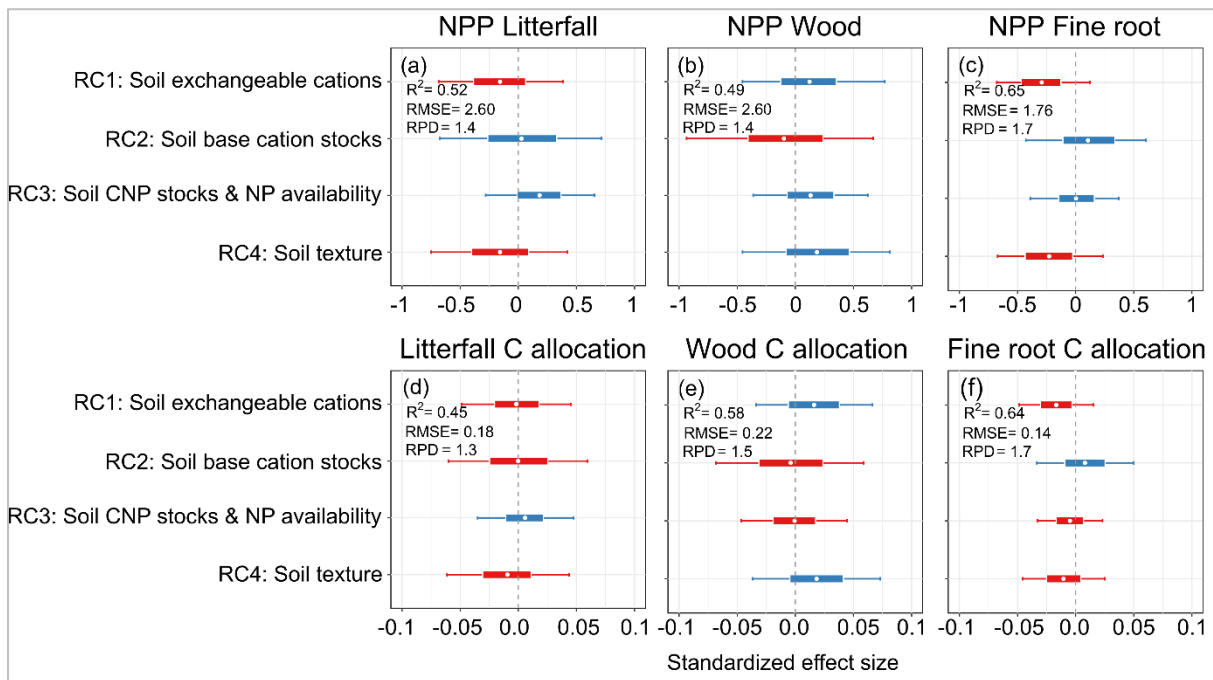 NPP Litterfall
NPP Wood
NPP Fine root
RC1: Soil exchangeable cations
RC2: Soil base cation stocks
RC3: Soil CNP stocks & NP availability
RC4: Soil texture
(a)
R²= 0.52
RMSE= 2.60
RPD = 1.4
(b)
R²= 0.49
RMSE= 2.60
RPD = 1.4
(c)
R²= 0.65
RMSE= 1.76
RPD = 1.7
-1 -0.5 0 0.5 1
-1 -0.5 0 0.5 1
-1 -0.5 0 0.5 1
Litterfall C allocation
Wood C allocation
Fine root C allocation
RC1: Soil exchangeable cations
RC2: Soil base cation stocks
RC3: Soil CNP stocks & NP availability
RC4: Soil texture
(d)
R²= 0.45
RMSE= 0.18
RPD= 1.3
(e)
R²= 0.58
RMSE= 0.22
RPD= 1.5
(f)
R²= 0.64
RMSE= 0.14
RPD= 1.7
-0.1 -0.05 0.0 0.05 0.1
-0.1 -0.05 0.0 0.05 0.1
-0.1 -0.05 0.0 0.05 0.1
Standardized effect size